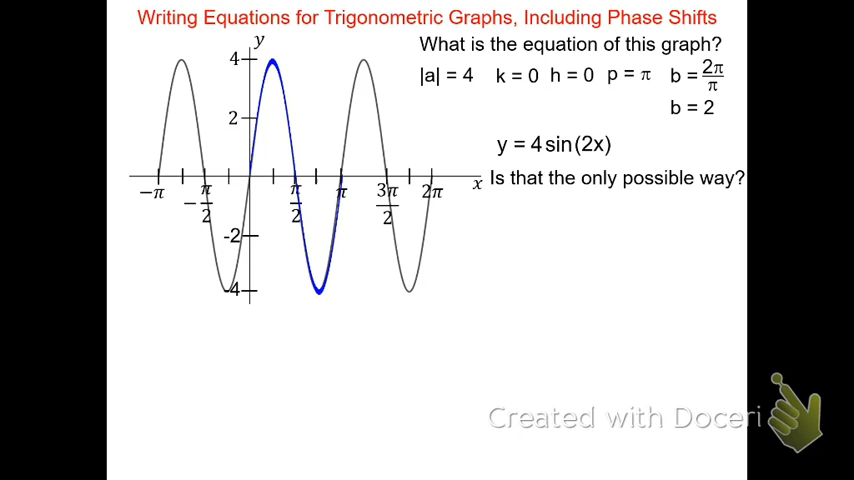 Writing Equations for Trigonometric Graphs, Including Phase Shifts
y
What is the equation of this graph?
|a| = 4 k = 0 h = 0 p = π b = 2π/π
b = 2
y = 4 sin(2x)
Is that the only possible way?
4
2
-2
-4
−π −π/2 π/2 π 3π/2 2π x
Created with Doceri